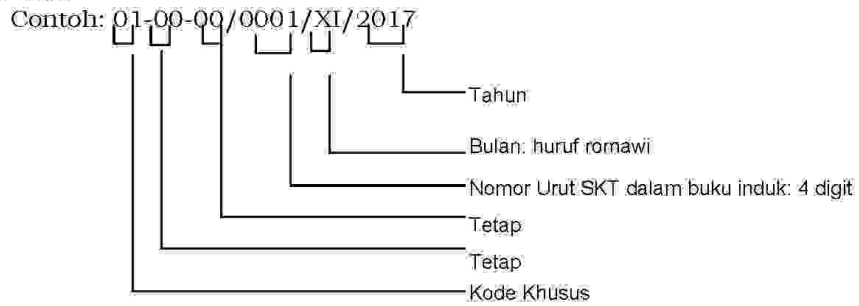 Contoh: 01-00-00/0001/XI/2017
Tahun
Bulan: huruf romawi
Nomor Urut SKT dalam buku induk: 4 digit
Tetap
Tetap
Kode Khusus